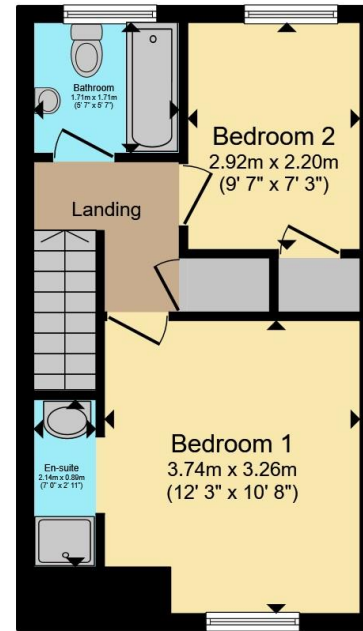 Bathroom
1.71m x 1.71m
(5' 7" x 5' 7")
Bedroom 2
2.92m x 2.20m
(9' 7" x 7' 3")
Landing
Bedroom 1
3.74m x 3.26m
(12' 3" x 10' 8")
En-suite
2.14m x 0.89m
(7' 0" x 2' 11")